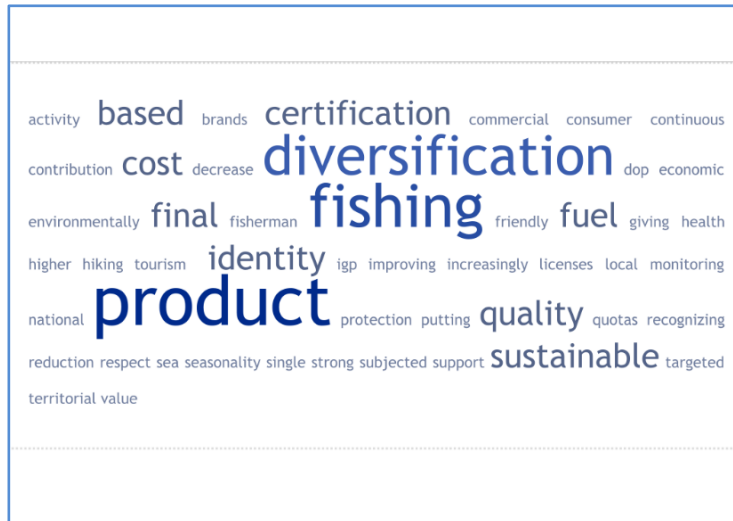 activity based brands certification commercial consumer continuous
contribution cost decrease diversification dop economic
environmentally final fisherman fishing friendly fuel giving health
higher hiking tourism identity igp improving increasingly licenses local monitoring
national product protection putting quality quotas recognizing
reduction respect sea seasonality single strong subjected support sustainable targeted
territorial value